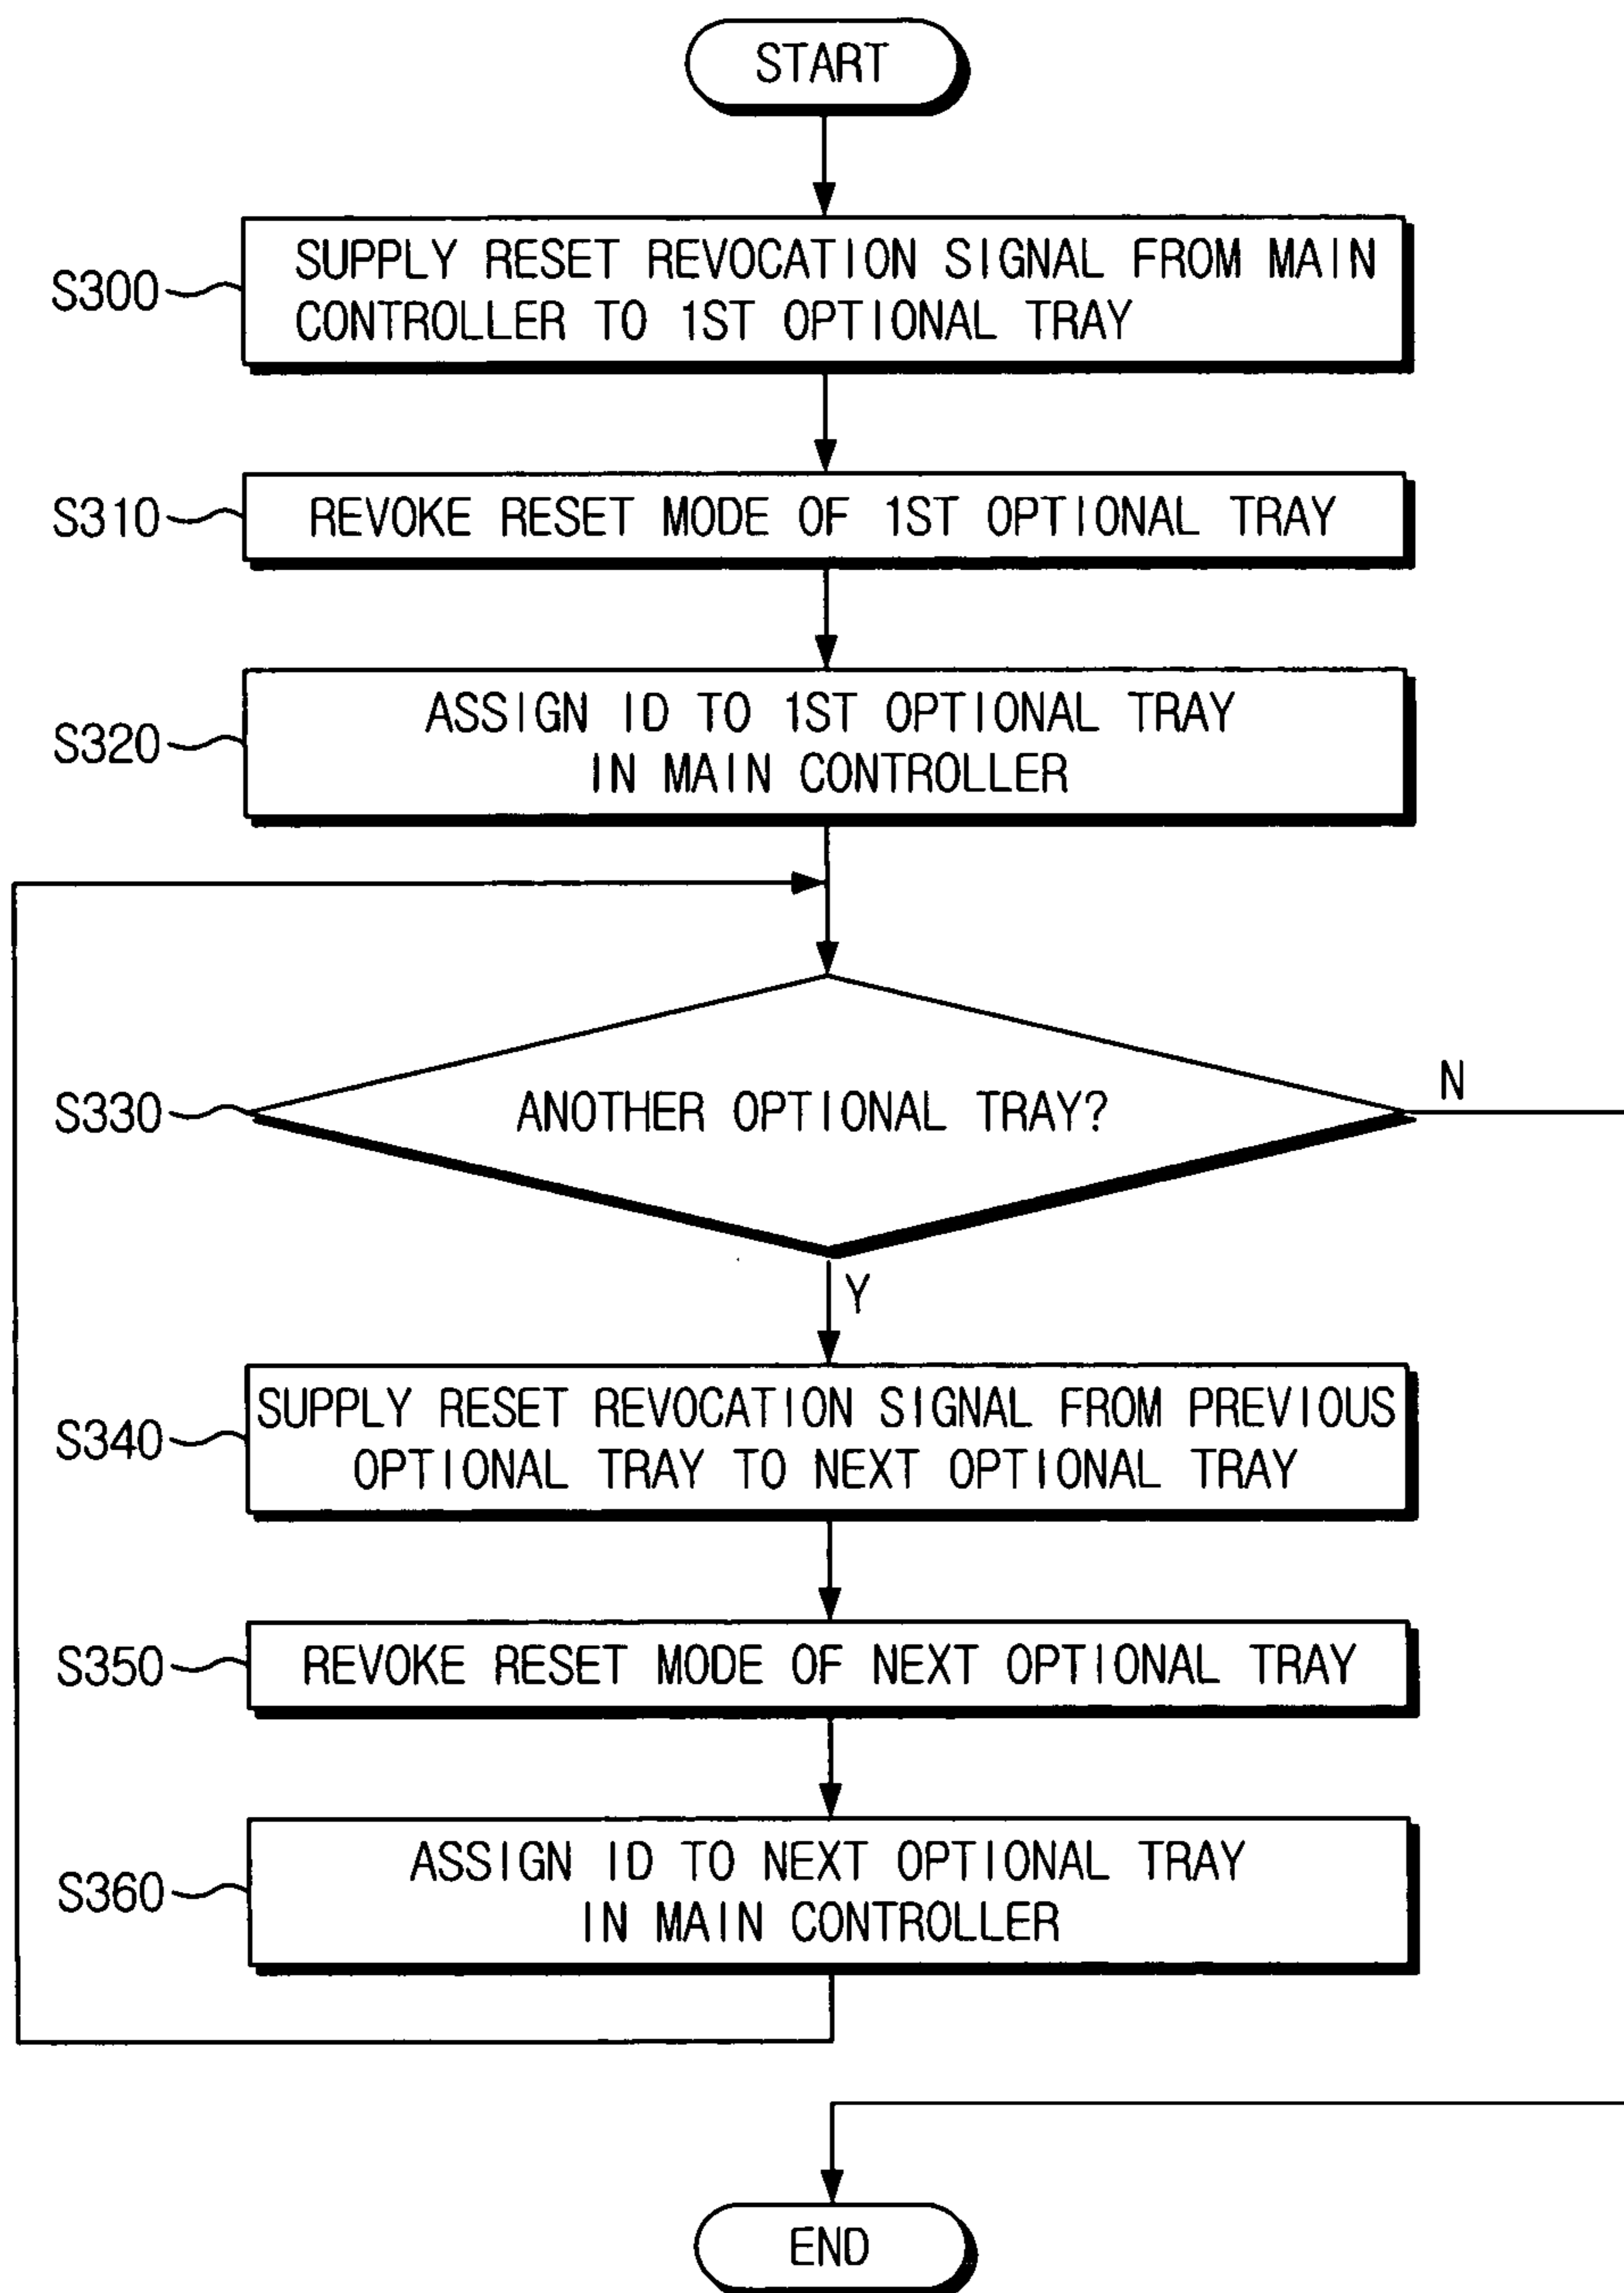 START
S300
SUPPLY RESET REVOCATION SIGNAL FROM MAIN
CONTROLLER TO 1ST OPTIONAL TRAY
S310
REVOKE RESET MODE OF 1ST OPTIONAL TRAY
S320
ASSIGN ID TO 1ST OPTIONAL TRAY
IN MAIN CONTROLLER
S330
ANOTHER OPTIONAL TRAY?
N
Y
S340
SUPPLY RESET REVOCATION SIGNAL FROM PREVIOUS
OPTIONAL TRAY TO NEXT OPTIONAL TRAY
S350
REVOKE RESET MODE OF NEXT OPTIONAL TRAY
S360
ASSIGN ID TO NEXT OPTIONAL TRAY
IN MAIN CONTROLLER
END